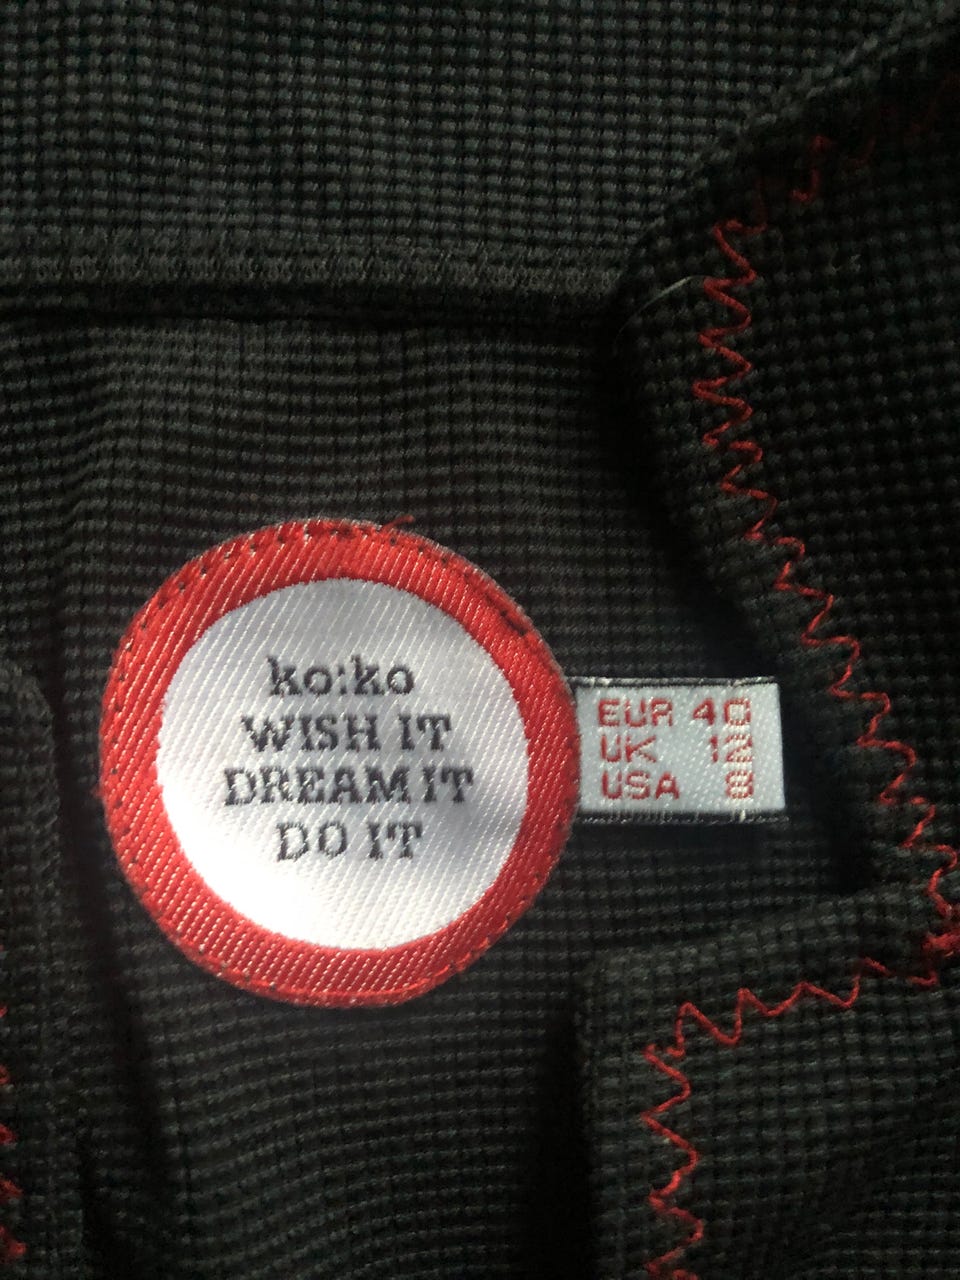 ko:ko
WISH IT
DREAM IT
DO IT
EUR 40
UK 12
USA 8